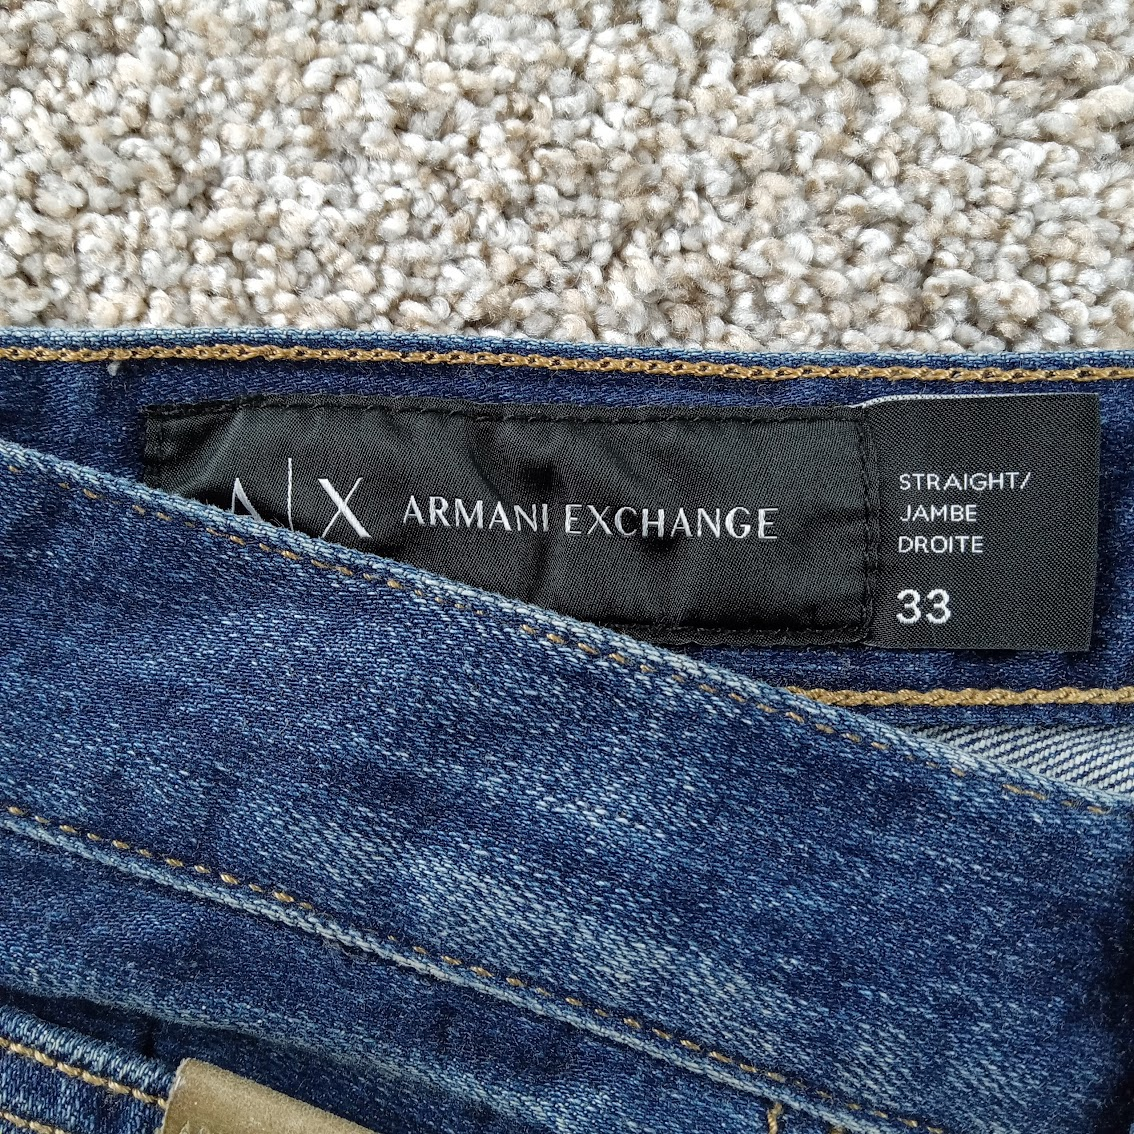 A|X ARMANI EXCHANGE
STRAIGHT/
JAMBE
DROITE
33